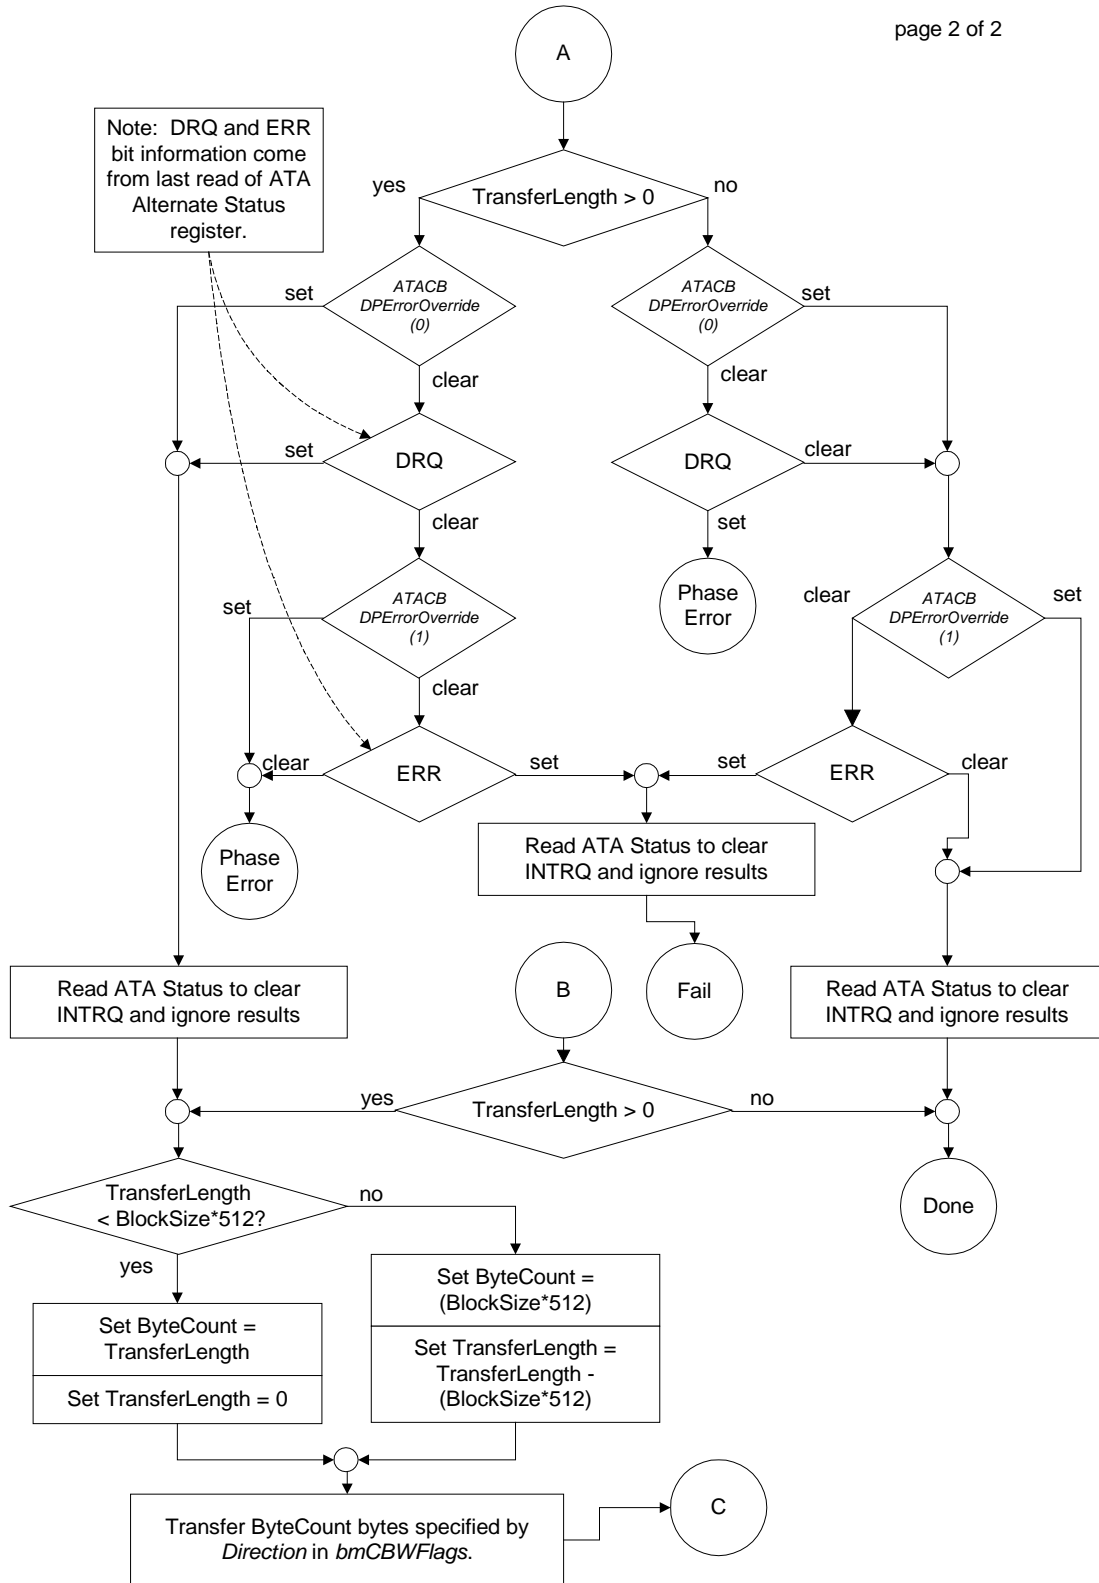 page 2 of 2
A
Note: DRQ and ERR
bit information come
from last read of ATA
Alternate Status
register.
yes
TransferLength > 0
no
set
ATACB
DPErrorOverride
(0)
clear
ATACB
DPErrorOverride
(0)
set
clear
set
DRQ
clear
DRQ
clear
set
set
ATACB
DPErrorOverride
(1)
clear
Phase
Error
clear
ATACB
DPErrorOverride
(1)
set
clear
ERR
set
set
ERR
clear
Phase
Error
Read ATA Status to clear
INTRQ and ignore results
Read ATA Status to clear
INTRQ and ignore results
B
Fail
Read ATA Status to clear
INTRQ and ignore results
yes
TransferLength > 0
no
TransferLength
< BlockSize*512?
no
yes
Done
Set ByteCount =
TransferLength
Set TransferLength = 0
Set ByteCount =
(BlockSize*512)
Set TransferLength =
TransferLength -
(BlockSize*512)
Transfer ByteCount bytes specified by
Direction in bmCBWFlags.
C